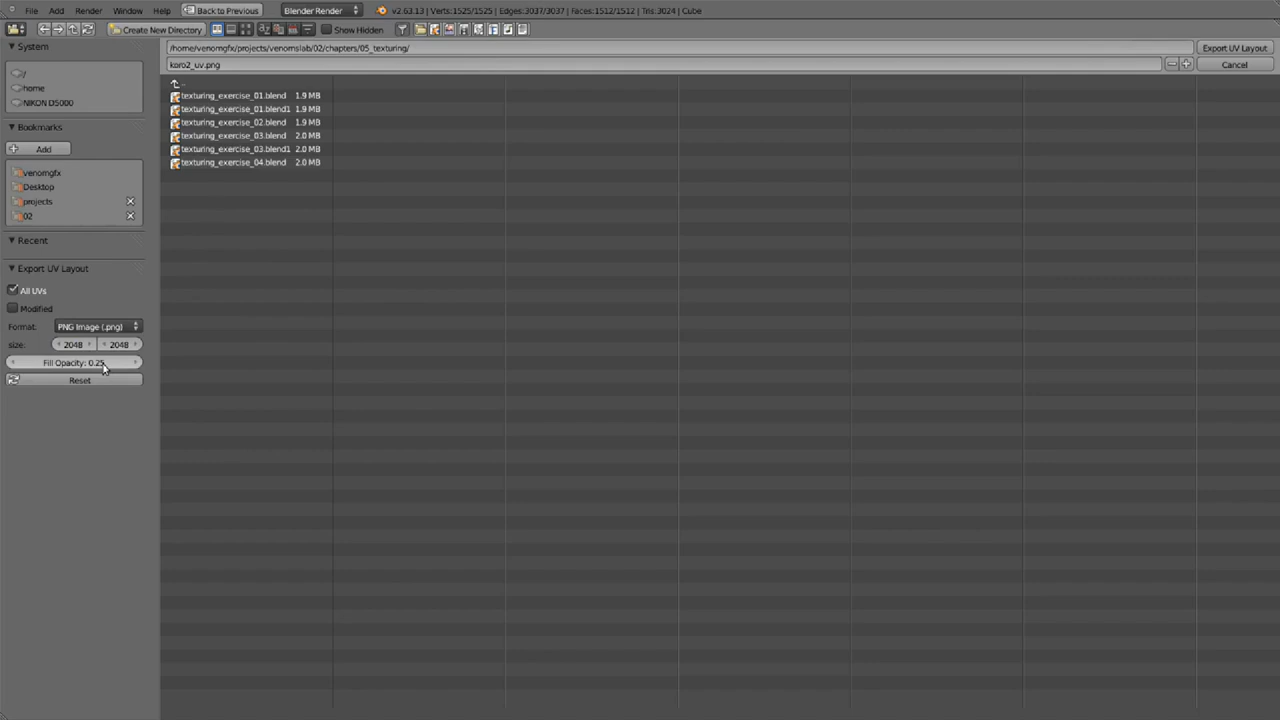 File Add Render Window Help Back to Previous Blender Render v2.63.13 | Verts:1525/1525 | Edges:3037/3037 | Faces:1512/1512 | Tris:3024 | Cube
Create New Directory Show Hidden
System
/
home
NIKON D5000
Bookmarks
Add
venomgfx
Desktop
projects
02
Recent
Export UV Layout
All UVs
Modified
Format: PNG Image (.png)
size: 2048 2048
Fill Opacity: 0.25
Reset
/home/venomgfx/projects/venomslab/02/chapters/05_texturing/ Export UV Layout
koro2_uv.png Cancel
..
texturing_exercise_01.blend 1.9 MB
texturing_exercise_01.blend1 1.9 MB
texturing_exercise_02.blend 1.9 MB
texturing_exercise_03.blend 2.0 MB
texturing_exercise_03.blend1 2.0 MB
texturing_exercise_04.blend 2.0 MB